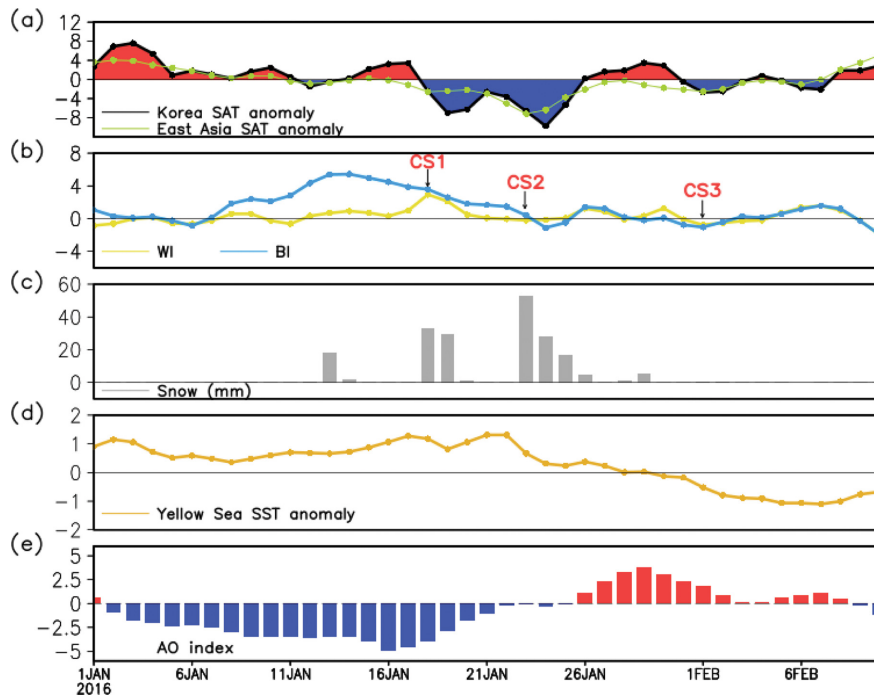 (a)
12
8
4
0
−4
−8
Korea SAT anomaly
East Asia SAT anomaly
(b)
8
4
0
−4
CS1
CS2
CS3
WI
BI
(c)
60
40
20
0
Snow (mm)
(d)
2
1
0
−1
−2
Yellow Sea SST anomaly
(e)
5
2.5
0
−2.5
−5
AO index
1JAN 6JAN 11JAN 16JAN 21JAN 26JAN 1FEB 6FEB
2016